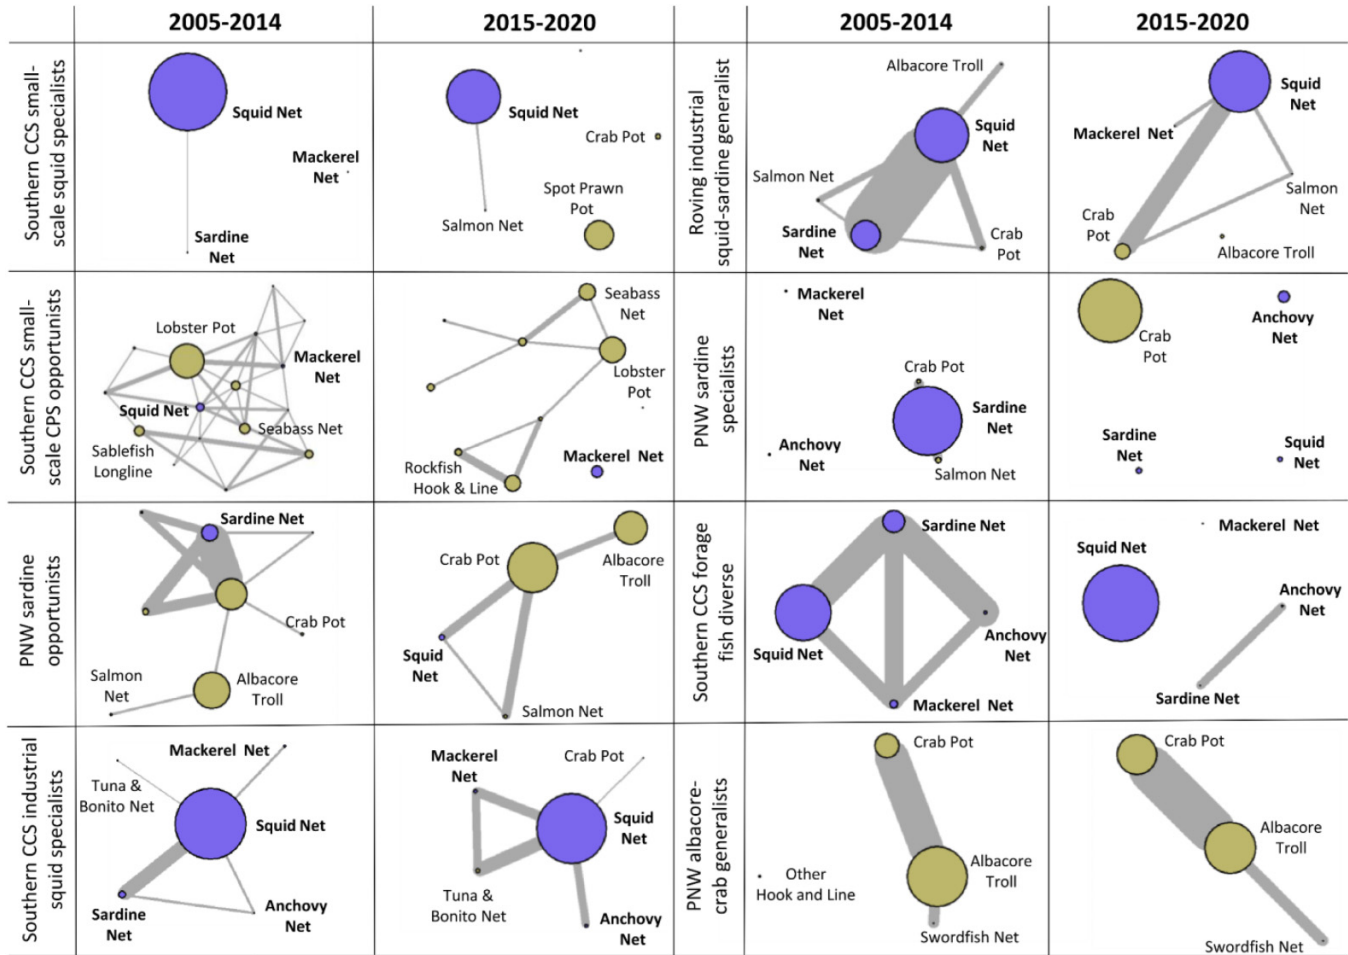 2005-2014
2015-2020
2005-2014
2015-2020
Southern CCS small-
scale squid specialists
Squid Net
Mackerel
Net
Sardine
Net
Squid Net
Crab Pot
Spot Prawn
Pot
Salmon Net
Roving industrial
squid-sardine generalist
Albacore Troll
Squid
Net
Salmon Net
Sardine
Net
Crab
Pot
Squid
Net
Mackerel Net
Salmon
Net
Crab
Pot
Albacore Troll
Southern CCS small-
scale CPS opportunists
Lobster Pot
Mackerel
Net
Squid Net
Seabass Net
Sablefish
Longline
Seabass
Net
Lobster
Pot
Rockfish
Hook & Line
Mackerel Net
PNW sardine
specialists
Mackerel
Net
Crab Pot
Sardine
Net
Anchovy
Net
Salmon Net
Crab
Pot
Anchovy
Net
Sardine
Net
Squid
Net
PNW sardine
opportunists
Sardine Net
Crab Pot
Salmon
Net
Albacore
Troll
Crab Pot
Albacore
Troll
Squid
Net
Salmon Net
Southern CCS forage
fish diverse
Sardine Net
Squid Net
Anchovy
Net
Mackerel Net
Mackerel Net
Squid Net
Anchovy
Net
Sardine Net
Southern CCS industrial
squid specialists
Mackerel Net
Tuna &
Bonito Net
Squid Net
Sardine
Net
Anchovy
Net
Mackerel
Net
Crab Pot
Squid
Net
Tuna &
Bonito Net
Anchovy
Net
PNW albacore-
crab generalists
Crab Pot
Other
Hook and Line
Albacore
Troll
Swordfish Net
Crab Pot
Albacore
Troll
Swordfish Net